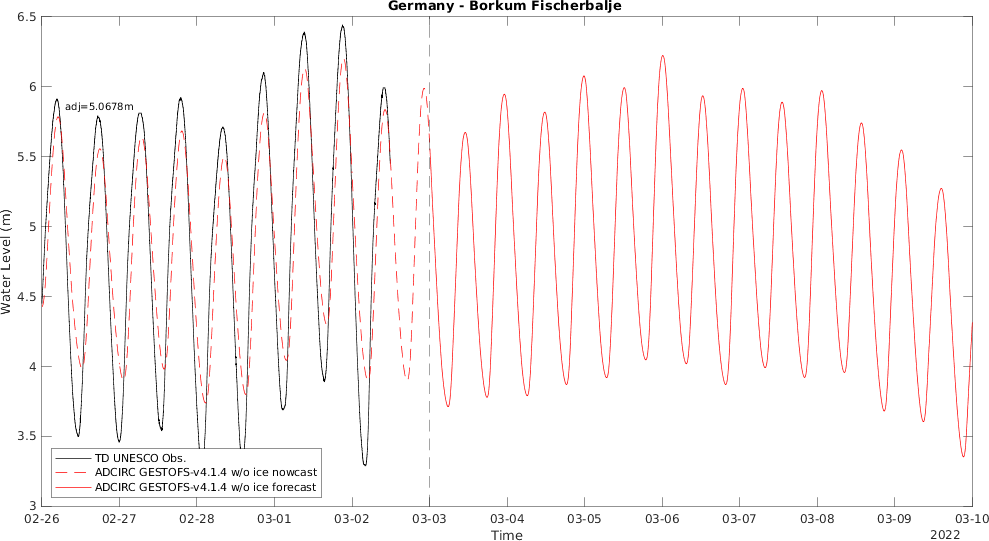 Germany - Borkum Fischerbalje
6.5
6
5.5
5
4.5
4
3.5
3
Water Level (m)
adj=5.0678m
TD UNESCO Obs.
ADCIRC GESTOFS-v4.1.4 w/o ice nowcast
ADCIRC GESTOFS-v4.1.4 w/o ice forecast
02-26 02-27 02-28 03-01 03-02 03-03 03-04 03-05 03-06 03-07 03-08 03-09 03-10
Time
2022